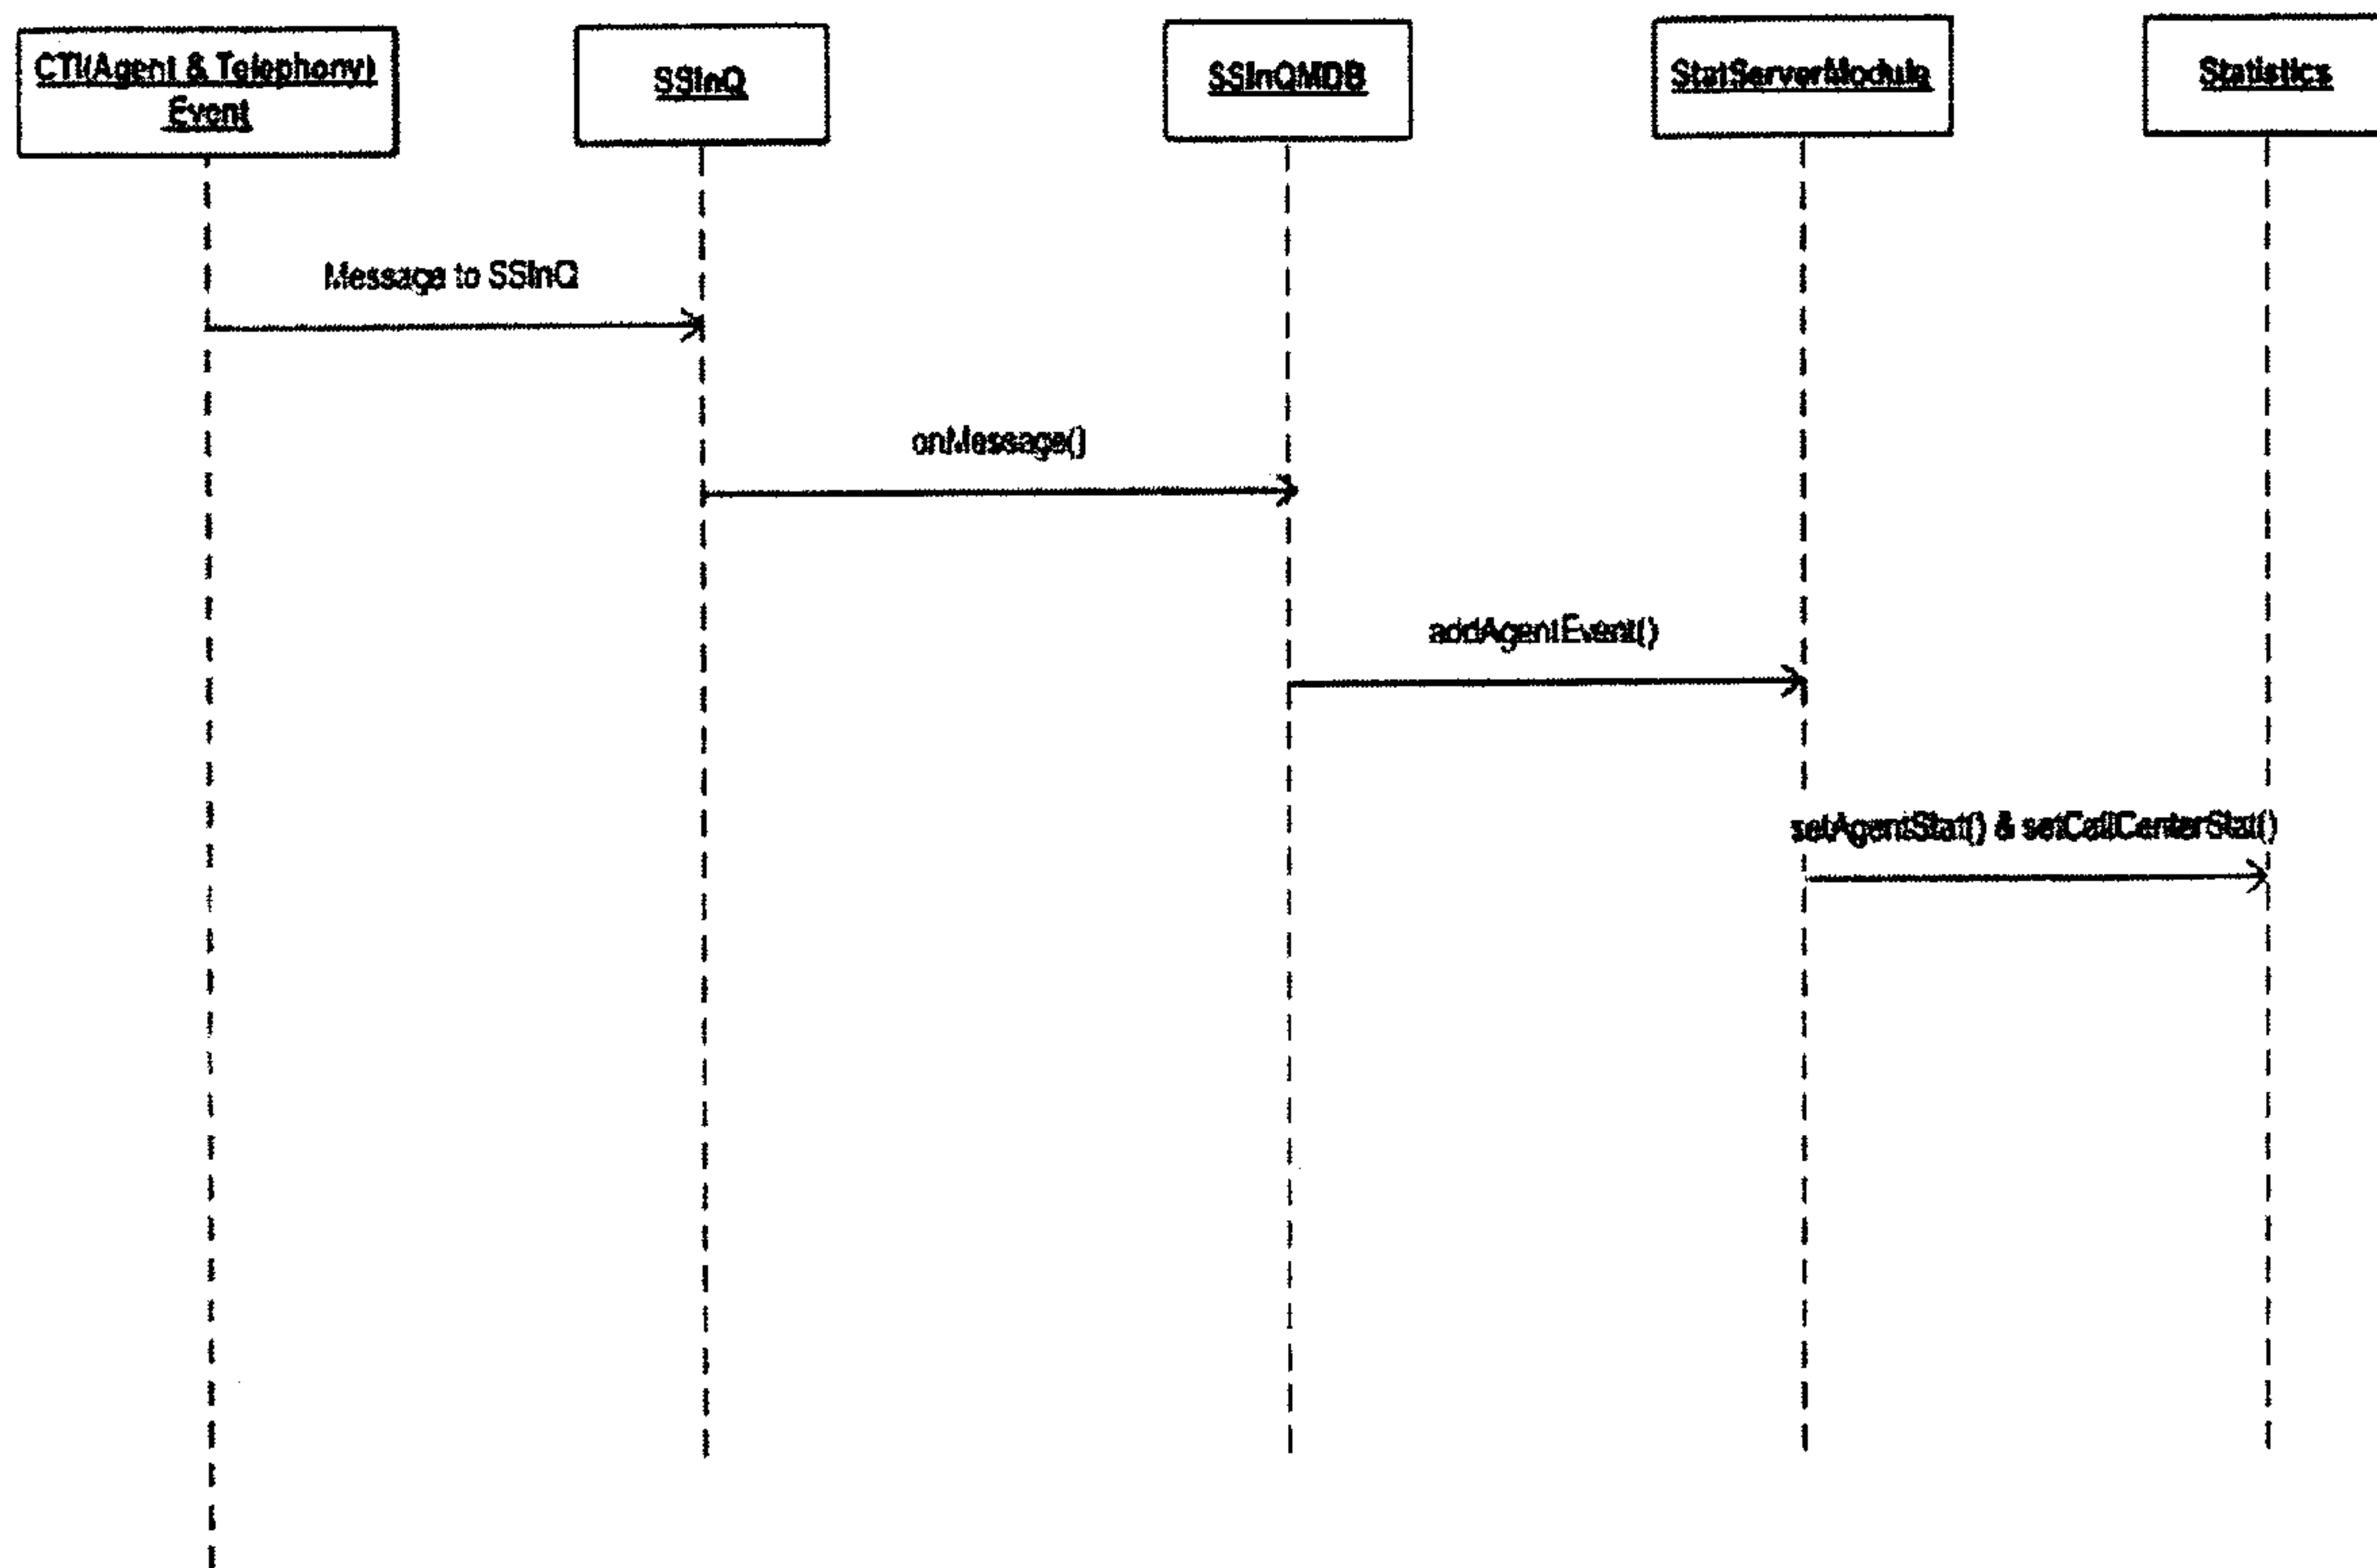 CTI(Agent & Telephony)
Event
SSInQ
SSInQMDB
StatServerModule
Statistics
Message to SSInQ
onMessage()
addAgentEvent()
setAgentStat() & setCallCenterStat()